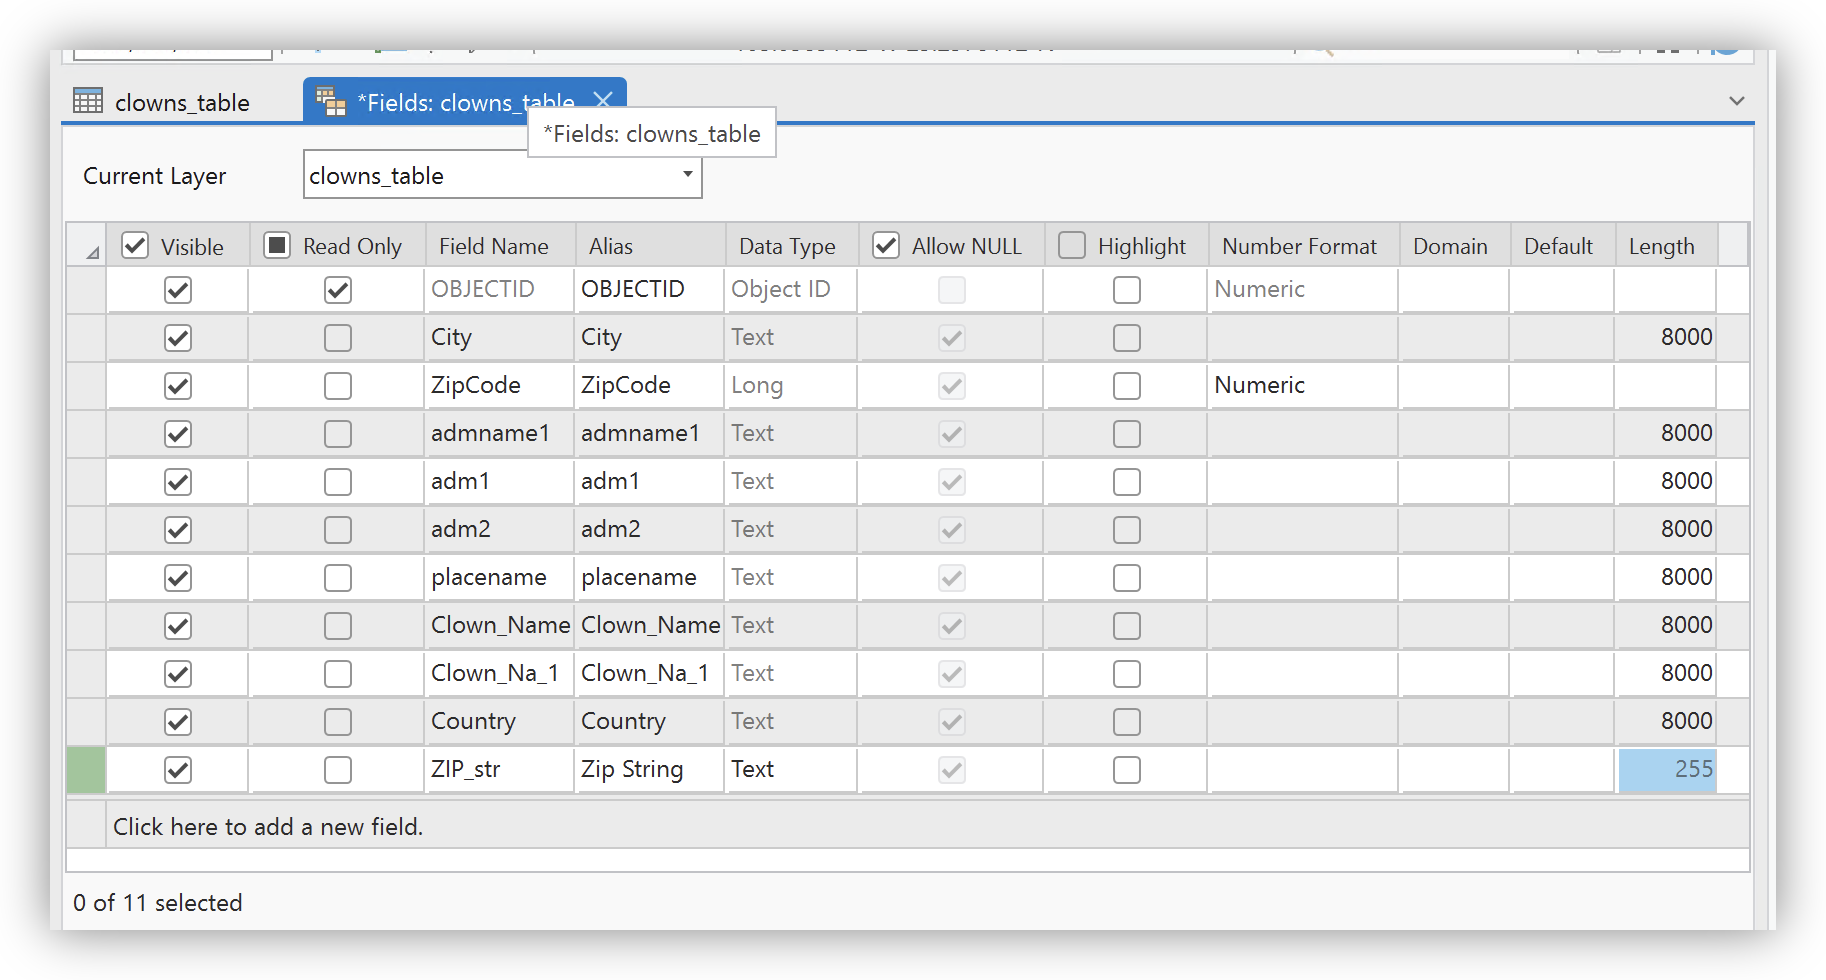 clowns_table *Fields: clowns_table
*Fields: clowns_table
Current Layer clowns_table
Visible Read Only Field Name Alias Data Type Allow NULL Highlight Number Format Domain Default Length
OBJECTID OBJECTID Object ID Numeric
City City Text 8000
ZipCode ZipCode Long Numeric
admname1 admname1 Text 8000
adm1 adm1 Text 8000
adm2 adm2 Text 8000
placename placename Text 8000
Clown_Name Clown_Name Text 8000
Clown_Na_1 Clown_Na_1 Text 8000
Country Country Text 8000
ZIP_str Zip String Text 255
Click here to add a new field.
0 of 11 selected